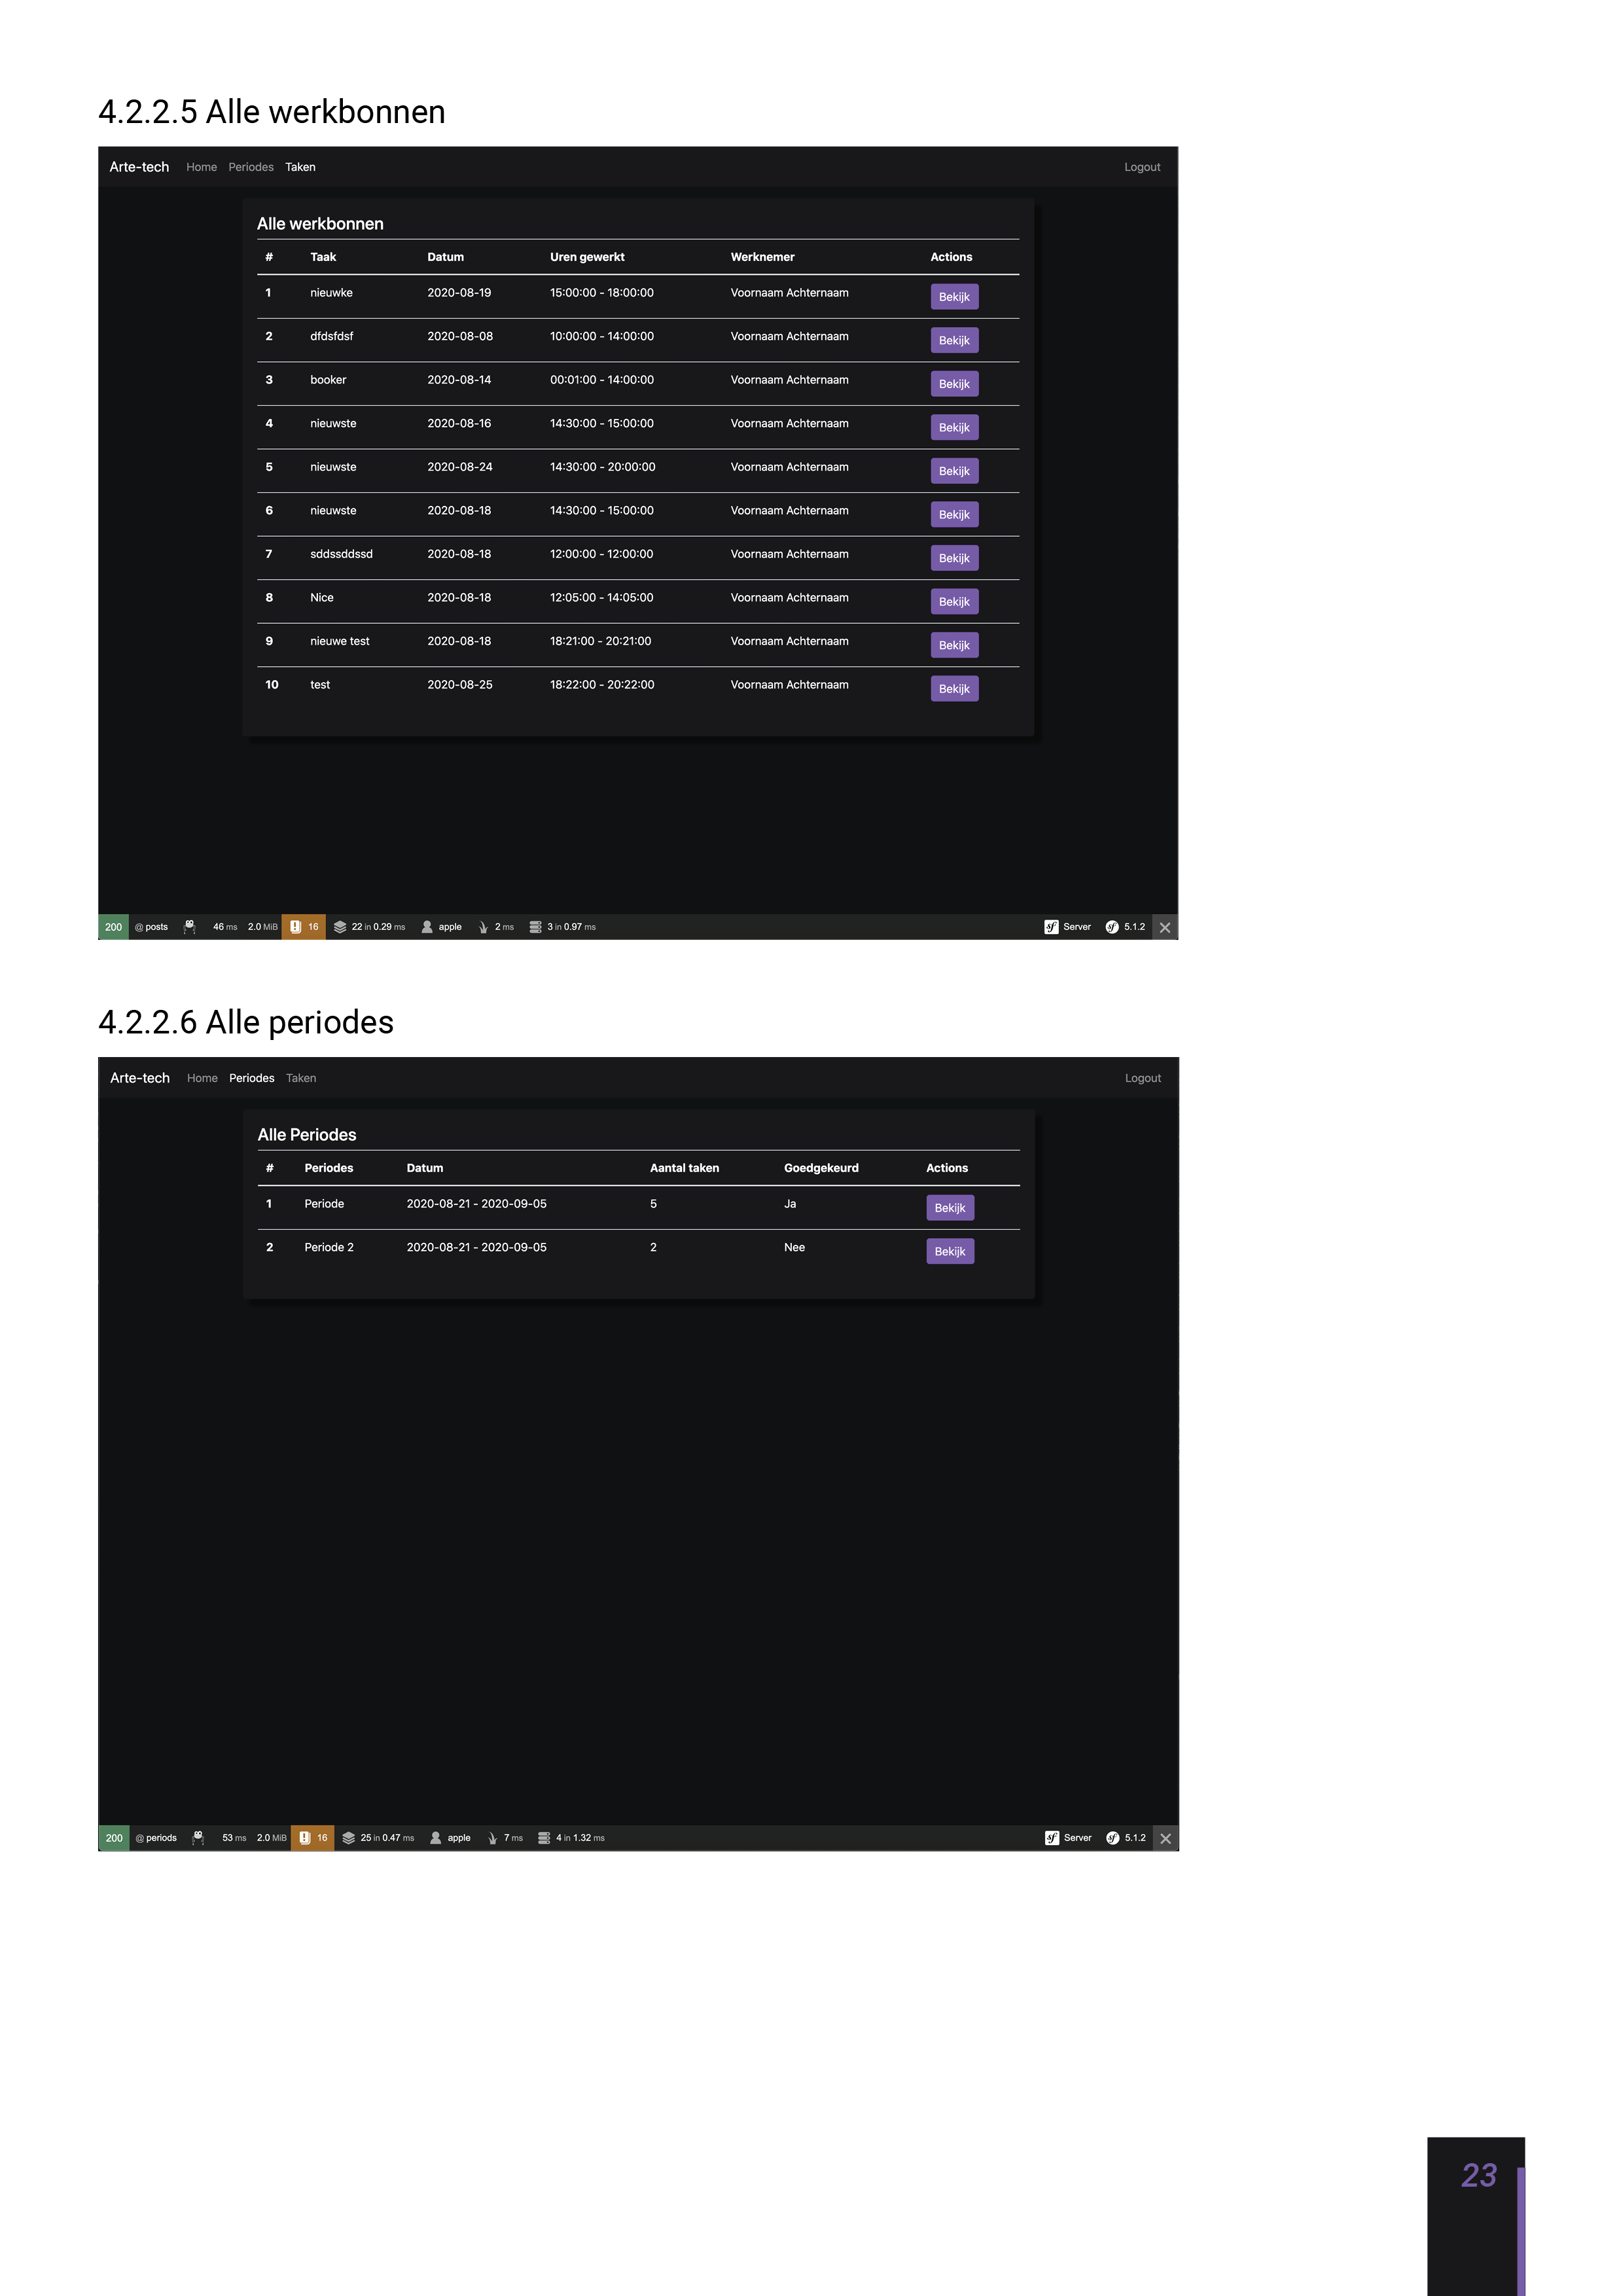 4.2.2.5 Alle werkbonnen
Arte-tech Home Periodes Taken Logout
Alle werkbonnen
# Taak Datum Uren gewerkt Werknemer Actions
1 nieuwke 2020-08-19 15:00:00 - 18:00:00 Voornaam Achternaam Bekijk
2 dfdsfdsf 2020-08-08 10:00:00 - 14:00:00 Voornaam Achternaam Bekijk
3 booker 2020-08-14 00:01:00 - 14:00:00 Voornaam Achternaam Bekijk
4 nieuwste 2020-08-16 14:30:00 - 15:00:00 Voornaam Achternaam Bekijk
5 nieuwste 2020-08-24 14:30:00 - 20:00:00 Voornaam Achternaam Bekijk
6 nieuwste 2020-08-18 14:30:00 - 15:00:00 Voornaam Achternaam Bekijk
7 sddssddssd 2020-08-18 12:00:00 - 12:00:00 Voornaam Achternaam Bekijk
8 Nice 2020-08-18 12:05:00 - 14:05:00 Voornaam Achternaam Bekijk
9 nieuwe test 2020-08-18 18:21:00 - 20:21:00 Voornaam Achternaam Bekijk
10 test 2020-08-25 18:22:00 - 20:22:00 Voornaam Achternaam Bekijk
200 @ posts 46 ms 2.0 MiB 16 22 in 0.29 ms apple 2 ms 3 in 0.97 ms sf Server sf 5.1.2
4.2.2.6 Alle periodes
Arte-tech Home Periodes Taken Logout
Alle Periodes
# Periodes Datum Aantal taken Goedgekeurd Actions
1 Periode 2020-08-21 - 2020-09-05 5 Ja Bekijk
2 Periode 2 2020-08-21 - 2020-09-05 2 Nee Bekijk
200 @ periods 53 ms 2.0 MiB 16 25 in 0.47 ms apple 7 ms 4 in 1.32 ms sf Server sf 5.1.2
23